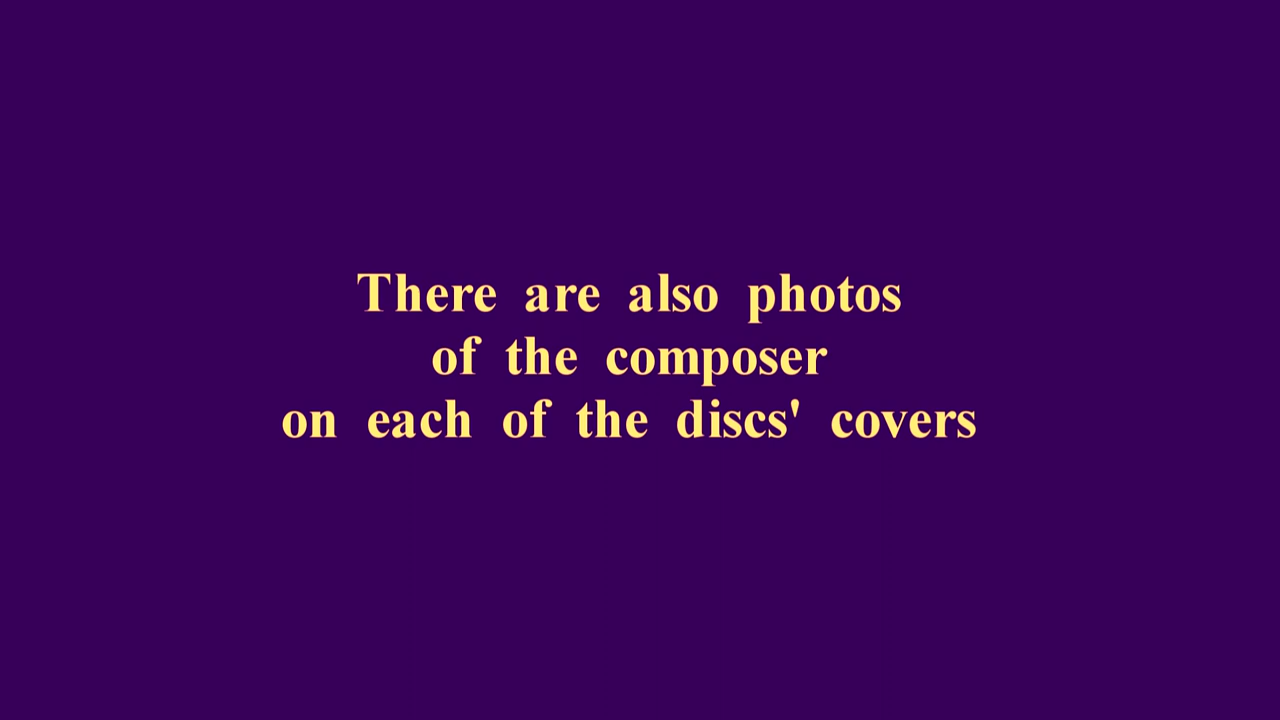 There are also photos
of the composer
on each of the discs' covers